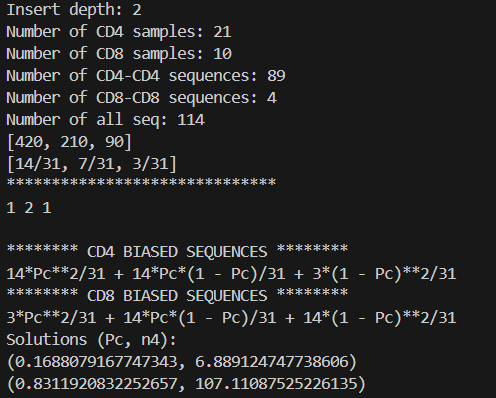 Insert depth: 2
Number of CD4 samples: 21
Number of CD8 samples: 10
Number of CD4-CD4 sequences: 89
Number of CD8-CD8 sequences: 4
Number of all seq: 114
[420, 210, 90]
[14/31, 7/31, 3/31]
******************************
1 2 1
******** CD4 BIASED SEQUENCES ********
14*Pc**2/31 + 14*Pc*(1 - Pc)/31 + 3*(1 - Pc)**2/31
******** CD8 BIASED SEQUENCES ********
3*Pc**2/31 + 14*Pc*(1 - Pc)/31 + 14*(1 - Pc)**2/31
Solutions (Pc, n4):
(0.1688079167747343, 6.889124747738606)
(0.8311920832252657, 107.11087525226135)